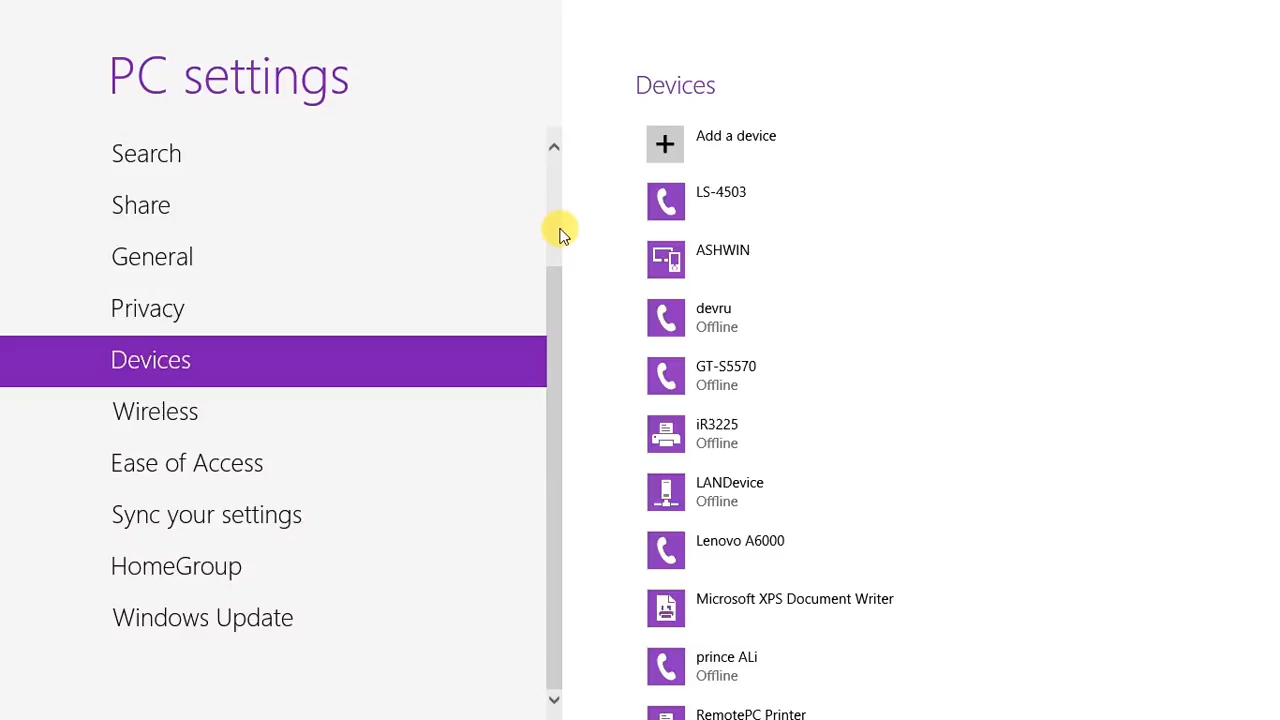 PC settings
Search
Share
General
Privacy
Devices
Wireless
Ease of Access
Sync your settings
HomeGroup
Windows Update
Devices
Add a device
LS-4503
ASHWIN
devru
Offline
GT-S5570
Offline
iR3225
Offline
LANDevice
Offline
Lenovo A6000
Microsoft XPS Document Writer
prince ALi
Offline
RemotePC Printer